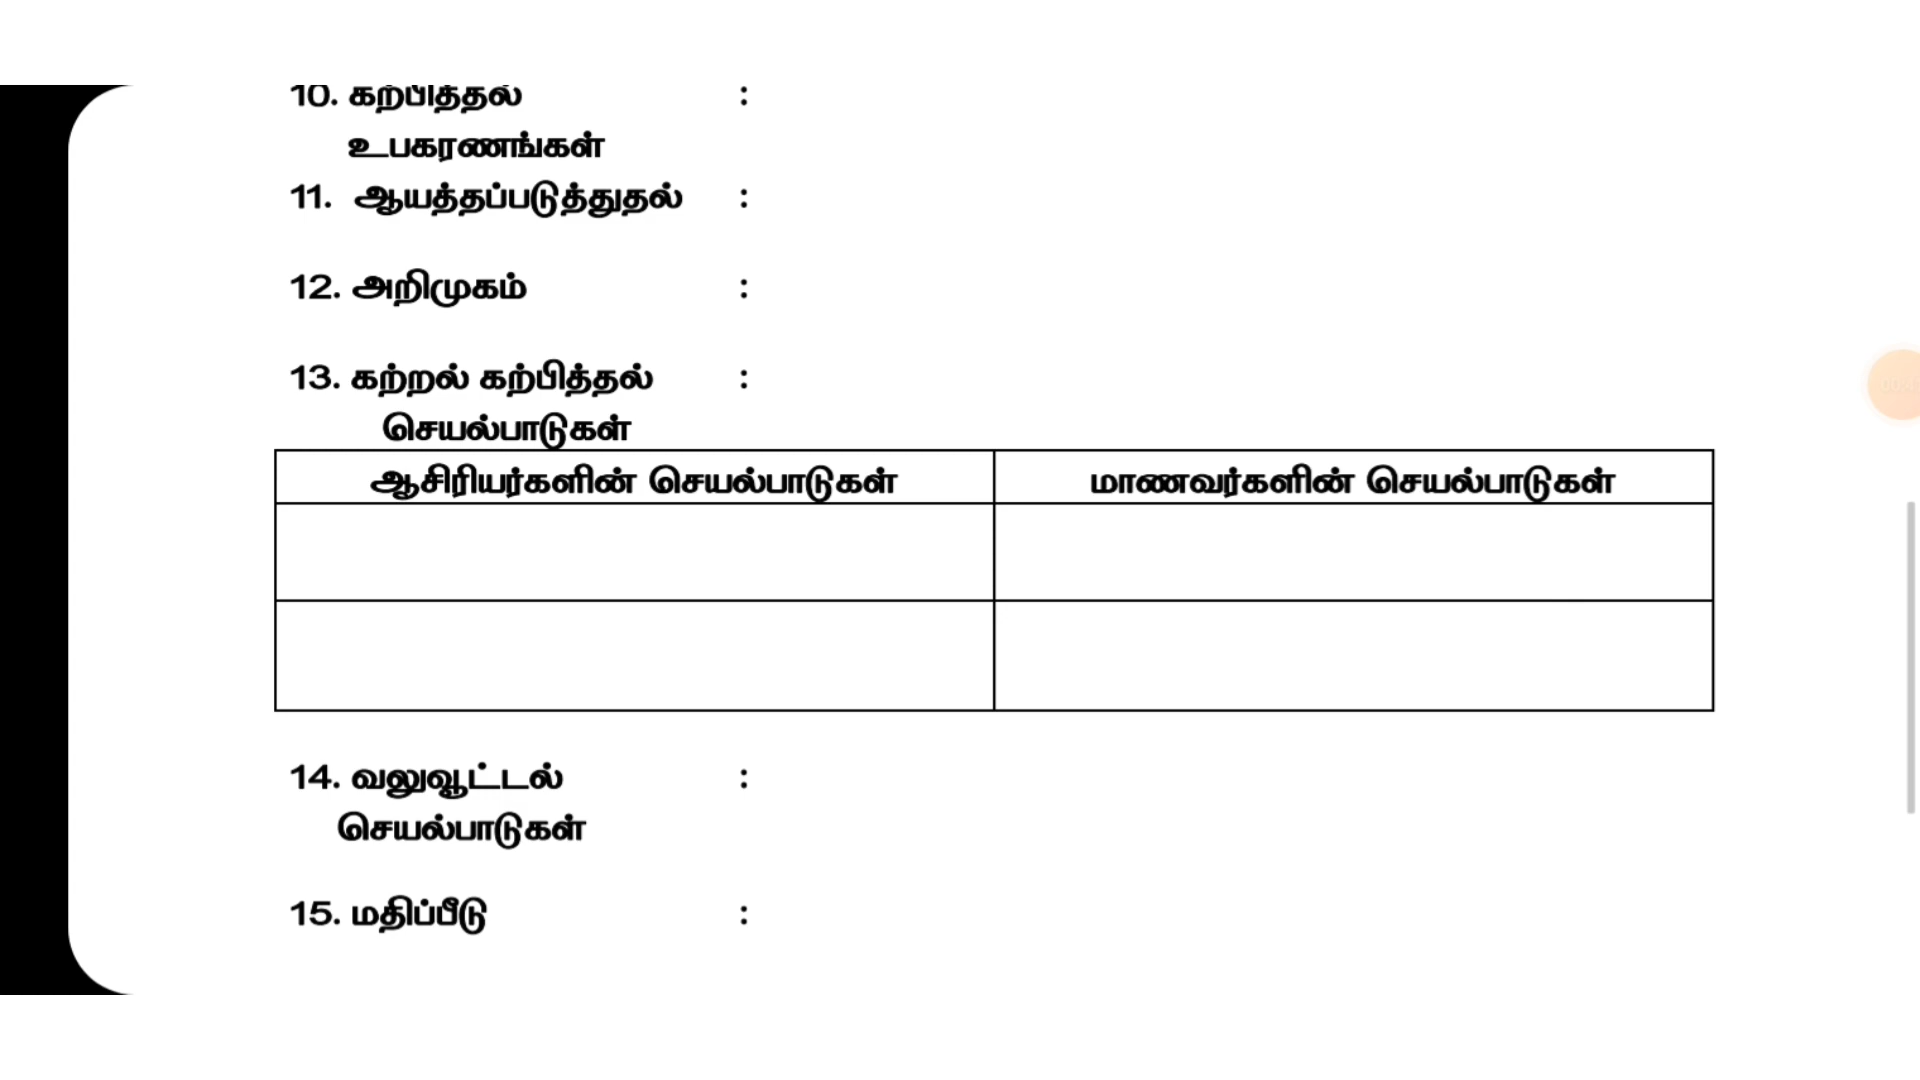 10. கற்பித்தல் :
உபகரணங்கள்
11. ஆயத்தப்படுத்துதல் :
12. அறிமுகம் :
13. கற்றல் கற்பித்தல் :
செயல்பாடுகள்
ஆசிரியர்களின் செயல்பாடுகள் மாணவர்களின் செயல்பாடுகள்
14. வலுவூட்டல் :
செயல்பாடுகள்
15. மதிப்பீடு :